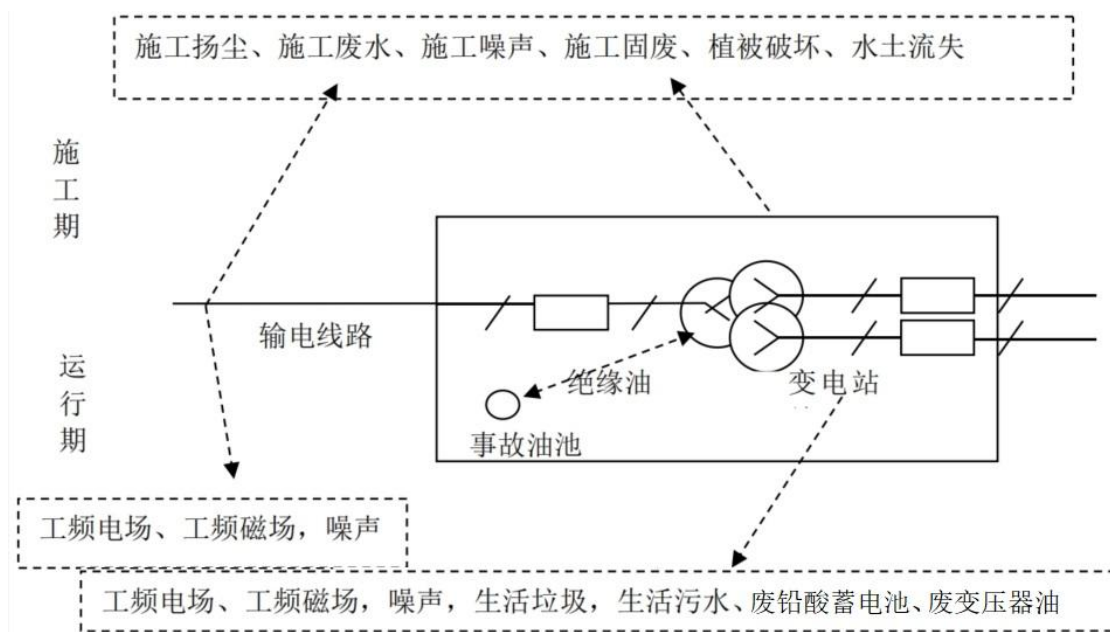 施工扬尘、施工废水、施工噪声、施工固废、植被破坏、水土流失
施工期
输电线路
运行期
绝缘油
变电站
事故油池
工频电场、工频磁场，噪声
工频电场、工频磁场，噪声，生活垃圾，生活污水、废铅酸蓄电池、废变压器油